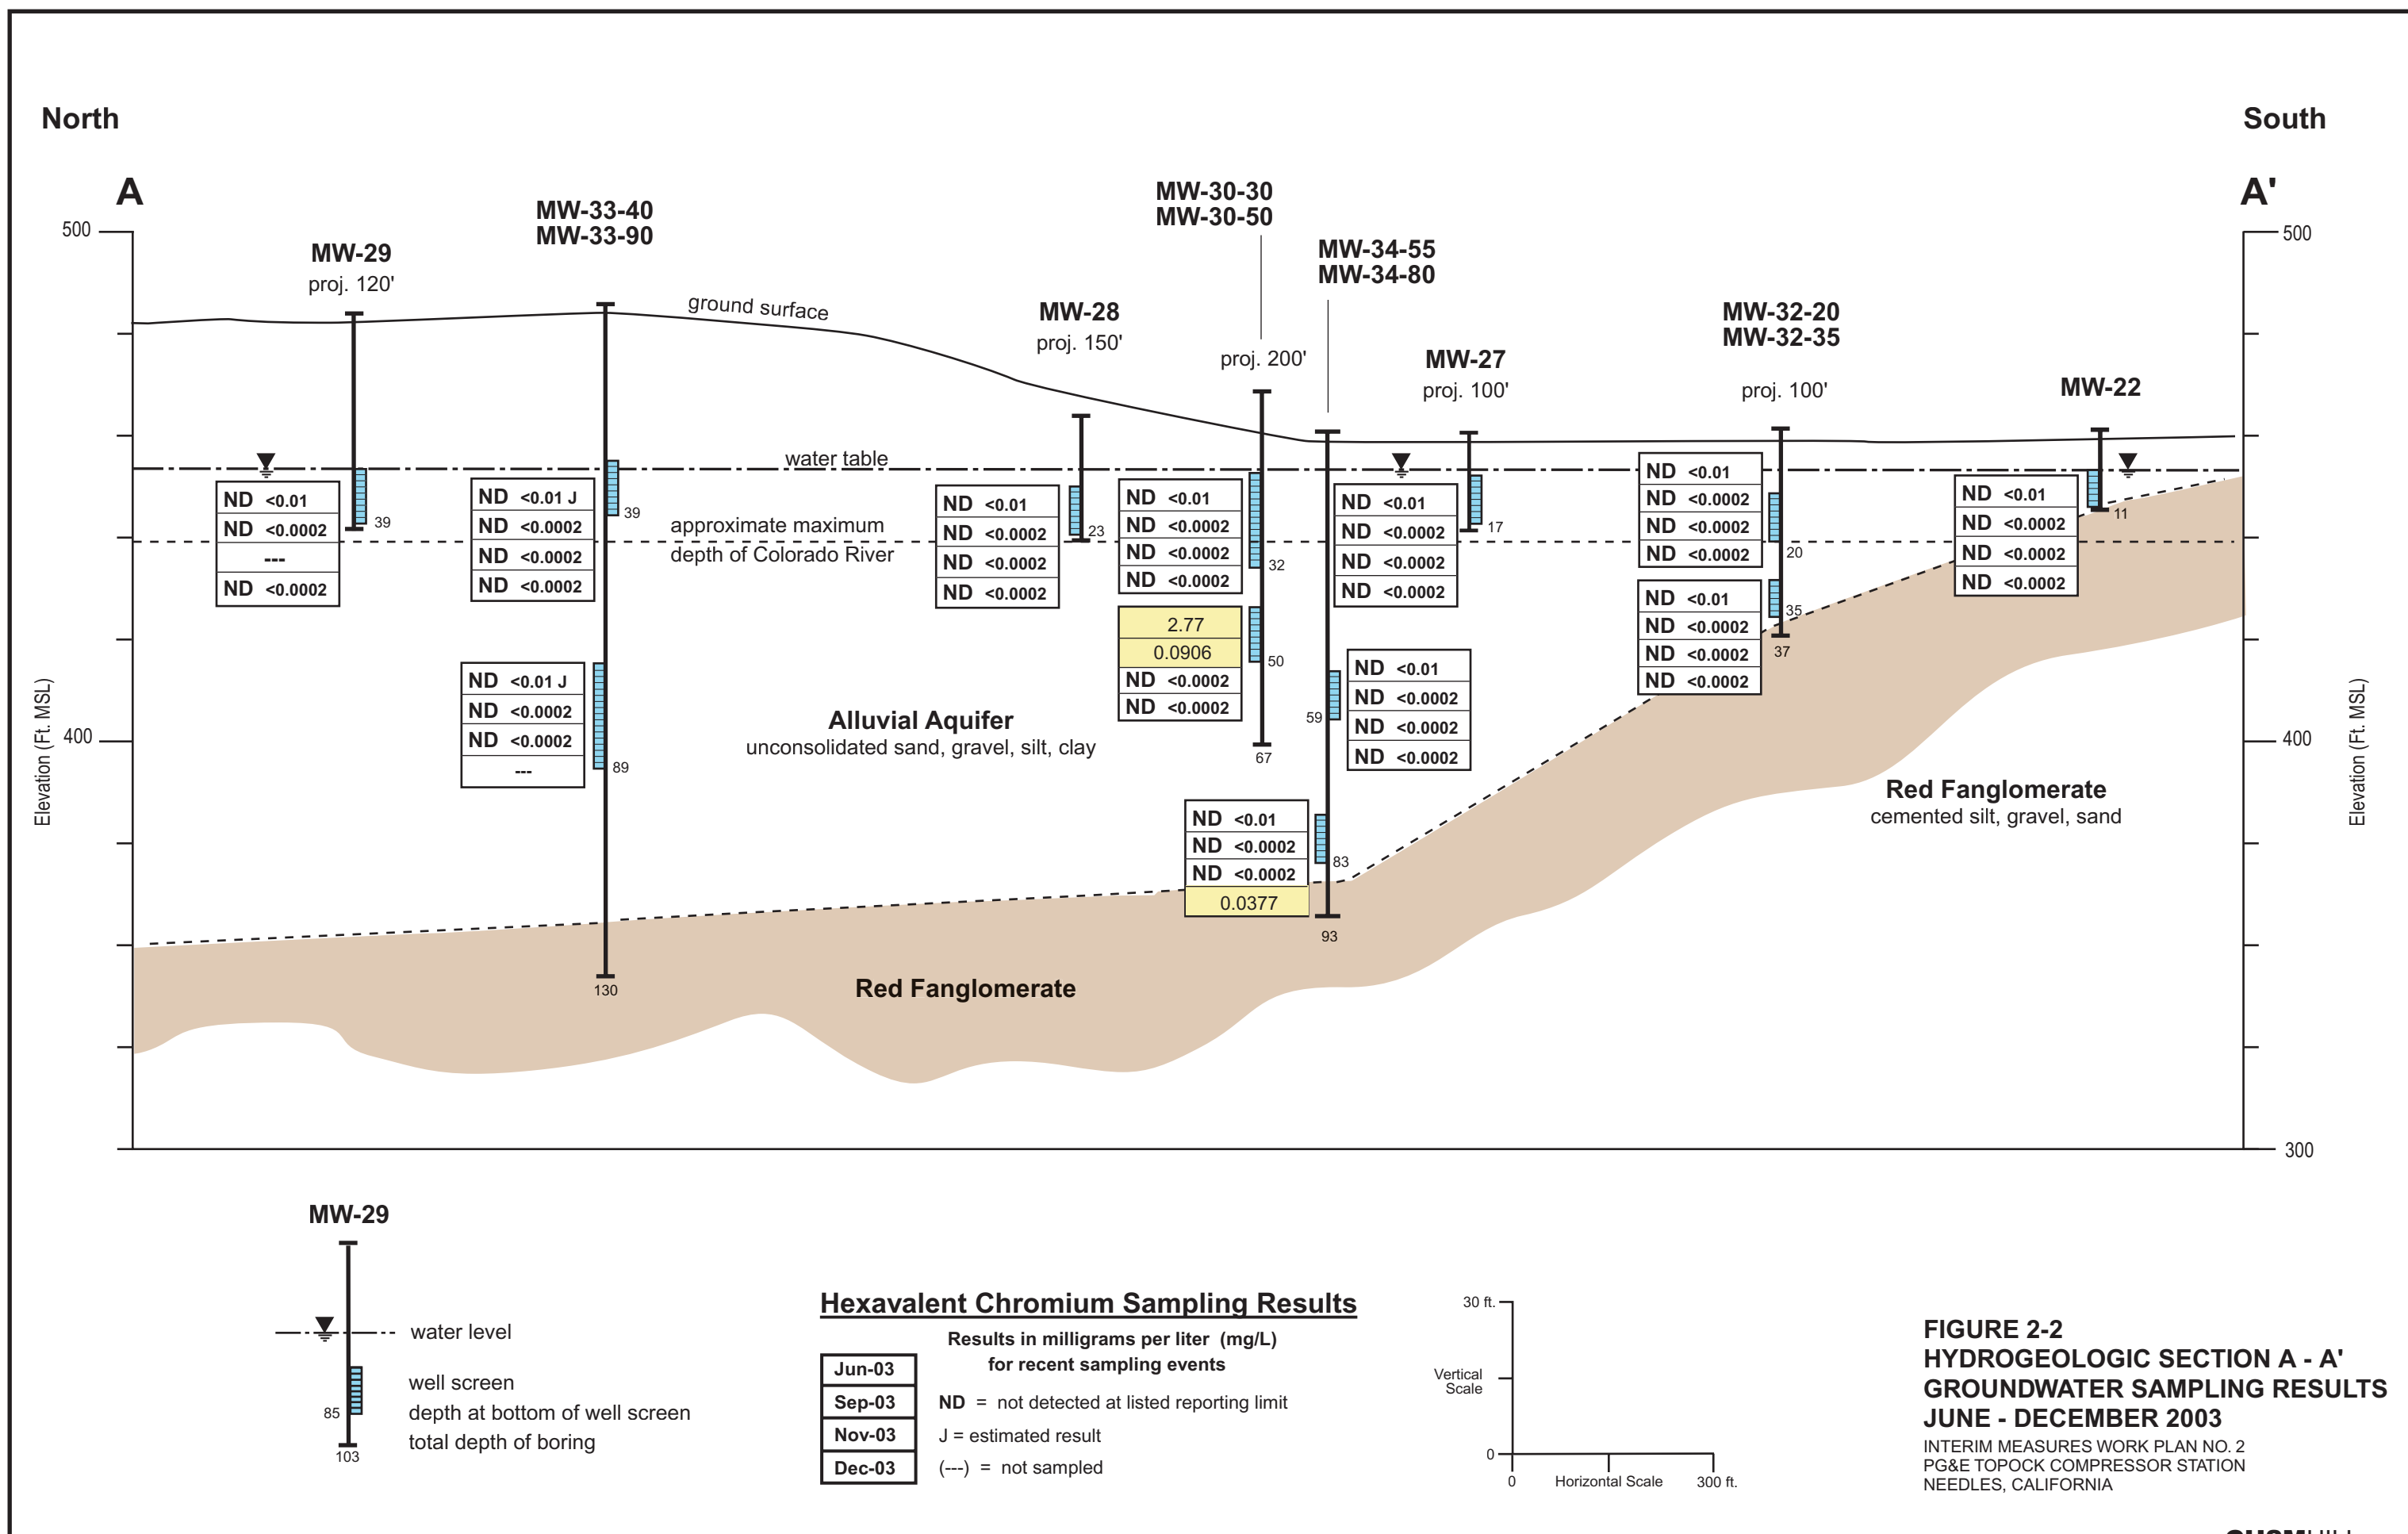 North
South
A
A'
MW-30-30
MW-30-50
MW-33-40
MW-33-90
500
500
MW-29
proj. 120'
MW-34-55
MW-34-80
ground surface
MW-28
proj. 150'
proj. 200'
MW-27
proj. 100'
MW-32-20
MW-32-35
proj. 100'
MW-22
water table
ND <0.01
ND <0.0002
---
ND <0.0002
39
ND <0.01 J
ND <0.0002
ND <0.0002
ND <0.0002
39
approximate maximum
depth of Colorado River
ND <0.01
ND <0.0002
ND <0.0002
ND <0.0002
23
ND <0.01
ND <0.0002
ND <0.0002
ND <0.0002
32
ND <0.01
ND <0.0002
ND <0.0002
ND <0.0002
17
ND <0.01
ND <0.0002
ND <0.0002
ND <0.0002
20
ND <0.01
ND <0.0002
ND <0.0002
ND <0.0002
11
2.77
0.0906
ND <0.0002
ND <0.0002
50
67
ND <0.01
ND <0.0002
ND <0.0002
ND <0.0002
35
37
ND <0.01 J
ND <0.0002
ND <0.0002
---
89
ND <0.01
ND <0.0002
ND <0.0002
ND <0.0002
59
Elevation (Ft. MSL)
400
Alluvial Aquifer
unconsolidated sand, gravel, silt, clay
400
Elevation (Ft. MSL)
Red Fanglomerate
cemented silt, gravel, sand
ND <0.01
ND <0.0002
ND <0.0002
0.0377
83
93
130
Red Fanglomerate
300
MW-29
water level
well screen
85
depth at bottom of well screen
total depth of boring
103
Hexavalent Chromium Sampling Results
Results in milligrams per liter (mg/L)
for recent sampling events
Jun-03
Sep-03
Nov-03
Dec-03
ND = not detected at listed reporting limit
J = estimated result
(---) = not sampled
30 ft.
Vertical
Scale
0
0
Horizontal Scale
300 ft.
FIGURE 2-2
HYDROGEOLOGIC SECTION A - A'
GROUNDWATER SAMPLING RESULTS
JUNE - DECEMBER 2003
INTERIM MEASURES WORK PLAN NO. 2
PG&E TOPOCK COMPRESSOR STATION
NEEDLES, CALIFORNIA